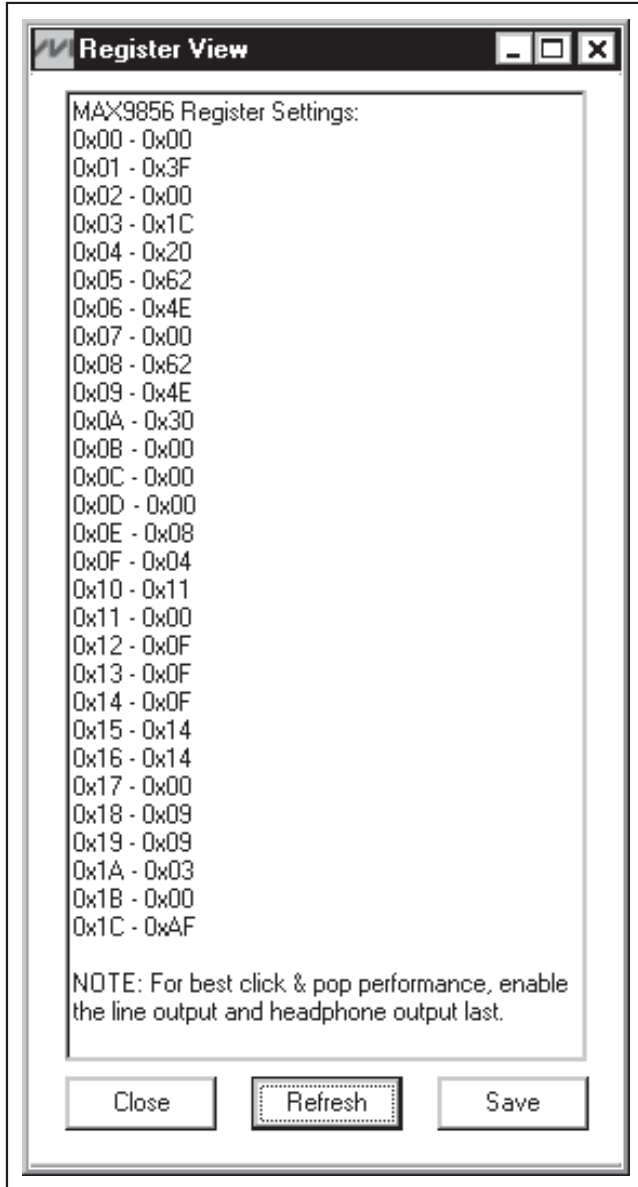 Register View
MAX9856 Register Settings:
0x00 - 0x00
0x01 - 0x3F
0x02 - 0x00
0x03 - 0x1C
0x04 - 0x20
0x05 - 0x62
0x06 - 0x4E
0x07 - 0x00
0x08 - 0x62
0x09 - 0x4E
0x0A - 0x30
0x0B - 0x00
0x0C - 0x00
0x0D - 0x00
0x0E - 0x08
0x0F - 0x04
0x10 - 0x11
0x11 - 0x00
0x12 - 0x0F
0x13 - 0x0F
0x14 - 0x0F
0x15 - 0x14
0x16 - 0x14
0x17 - 0x00
0x18 - 0x09
0x19 - 0x09
0x1A - 0x03
0x1B - 0x00
0x1C - 0xAF
NOTE: For best click & pop performance, enable
the line output and headphone output last.
Close Refresh Save